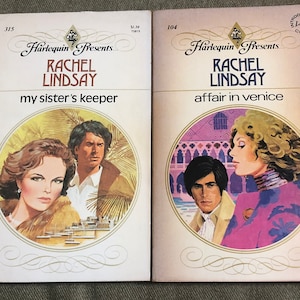 315
Harlequin Presents
RACHEL
LINDSAY
my sister's keeper
104
Harlequin Presents
RACHEL
LINDSAY
affair in venice